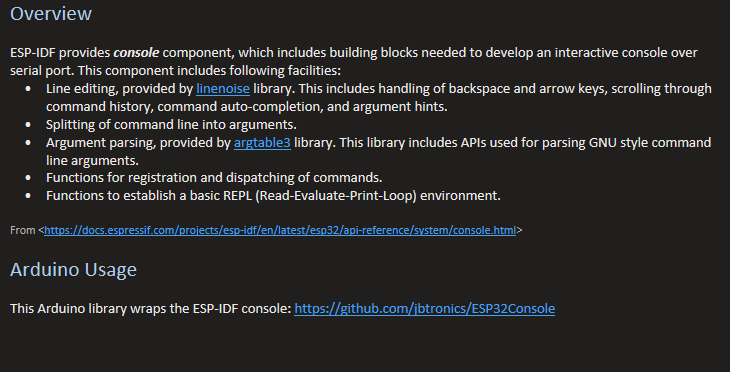 Overview
ESP-IDF provides console component, which includes building blocks needed to develop an interactive console over
serial port. This component includes following facilities:
• Line editing, provided by linenoise library. This includes handling of backspace and arrow keys, scrolling through
command history, command auto-completion, and argument hints.
• Splitting of command line into arguments.
• Argument parsing, provided by argtable3 library. This library includes APIs used for parsing GNU style command
line arguments.
• Functions for registration and dispatching of commands.
• Functions to establish a basic REPL (Read-Evaluate-Print-Loop) environment.
From <https://docs.espressif.com/projects/esp-idf/en/latest/esp32/api-reference/system/console.html>
Arduino Usage
This Arduino library wraps the ESP-IDF console: https://github.com/jbtronics/ESP32Console